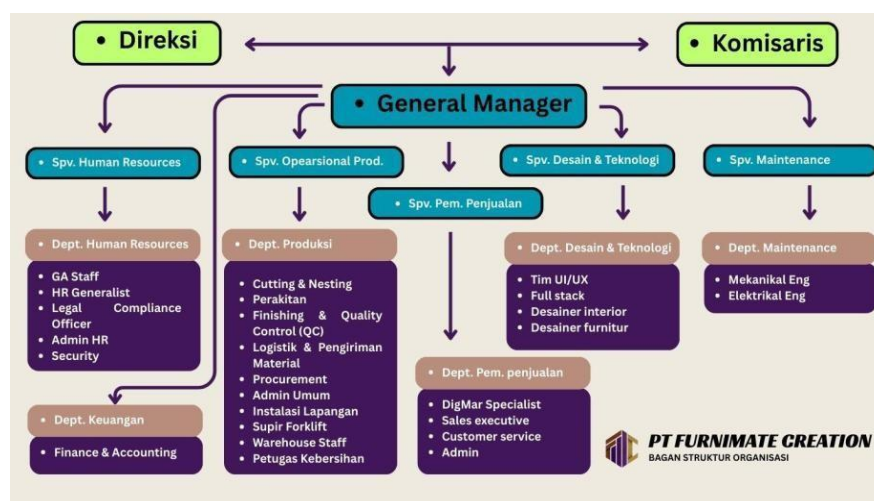 Direksi
Komisaris
General Manager
Spv. Human Resources
Spv. Opearsional Prod.
Spv. Desain & Teknologi
Spv. Maintenance
Spv. Pem. Penjualan
Dept. Human Resources
GA Staff
HR Generalist
Legal Compliance
Officer
Admin HR
Security
Dept. Produksi
Cutting & Nesting
Perakitan
Finishing & Quality
Control (QC)
Logistik & Pengiriman
Material
Procurement
Admin Umum
Instalasi Lapangan
Supir Forklift
Warehouse Staff
Petugas Kebersihan
Dept. Desain & Teknologi
Tim UI/UX
Full stack
Desainer interior
Desainer furnitur
Dept. Maintenance
Mekanikal Eng
Elektrikal Eng
Dept. Pem. penjualan
DigMar Specialist
Sales executive
Customer service
Admin
Dept. Keuangan
Finance & Accounting
PT FURNIMATE CREATION
BAGAN STRUKTUR ORGANISASI